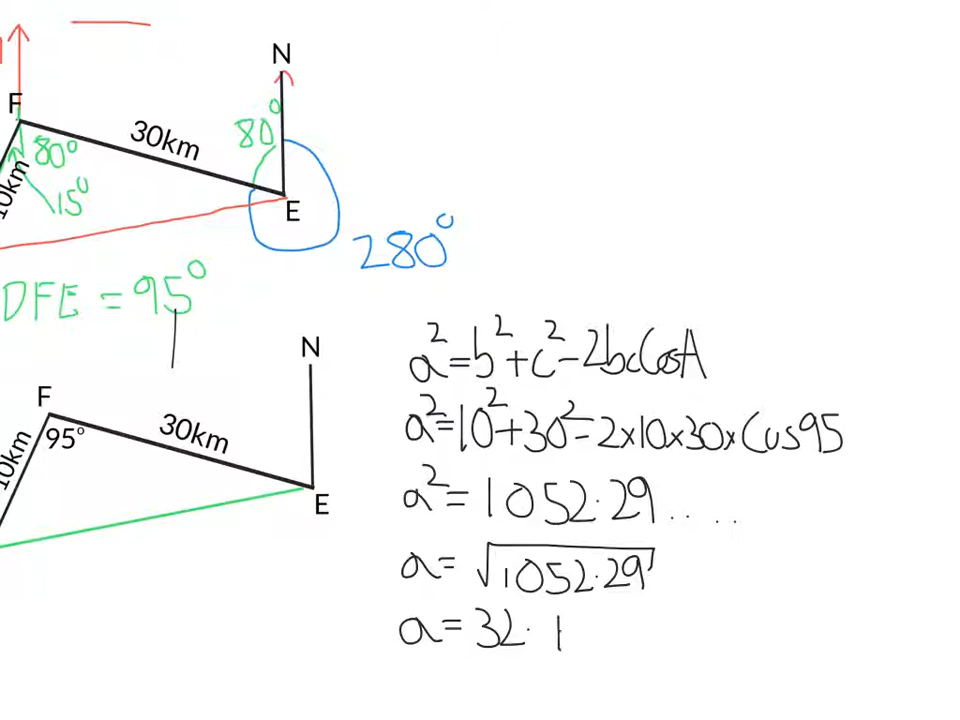 N
F
80°
30km
80°
10km
15°
E
280°
DFE = 95°
N
F
95°
30km
10km
E
a²=b²+c²-2bcCosA
a²=10²+30²-2x10x30xCos95
a²=1052.29.....
a= √1052.29
a= 32.1